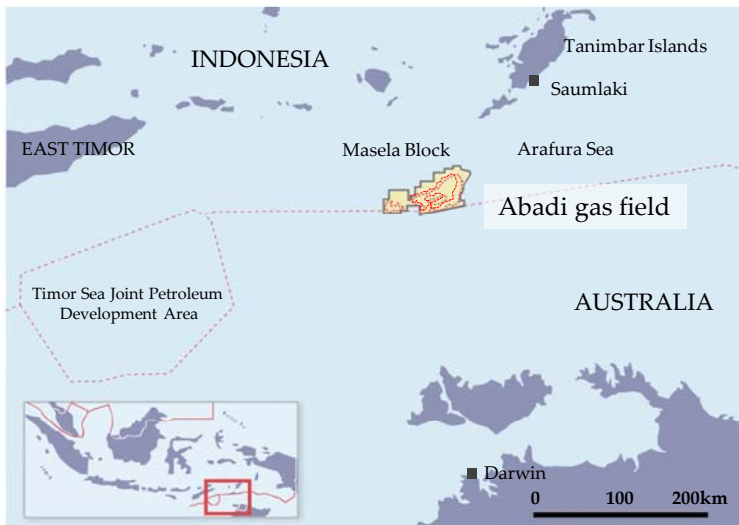 Tanimbar Islands
INDONESIA
Saumlaki
EAST TIMOR
Masela Block
Arafura Sea
Abadi gas field
Timor Sea Joint Petroleum
Development Area
AUSTRALIA
Darwin
0 100 200km